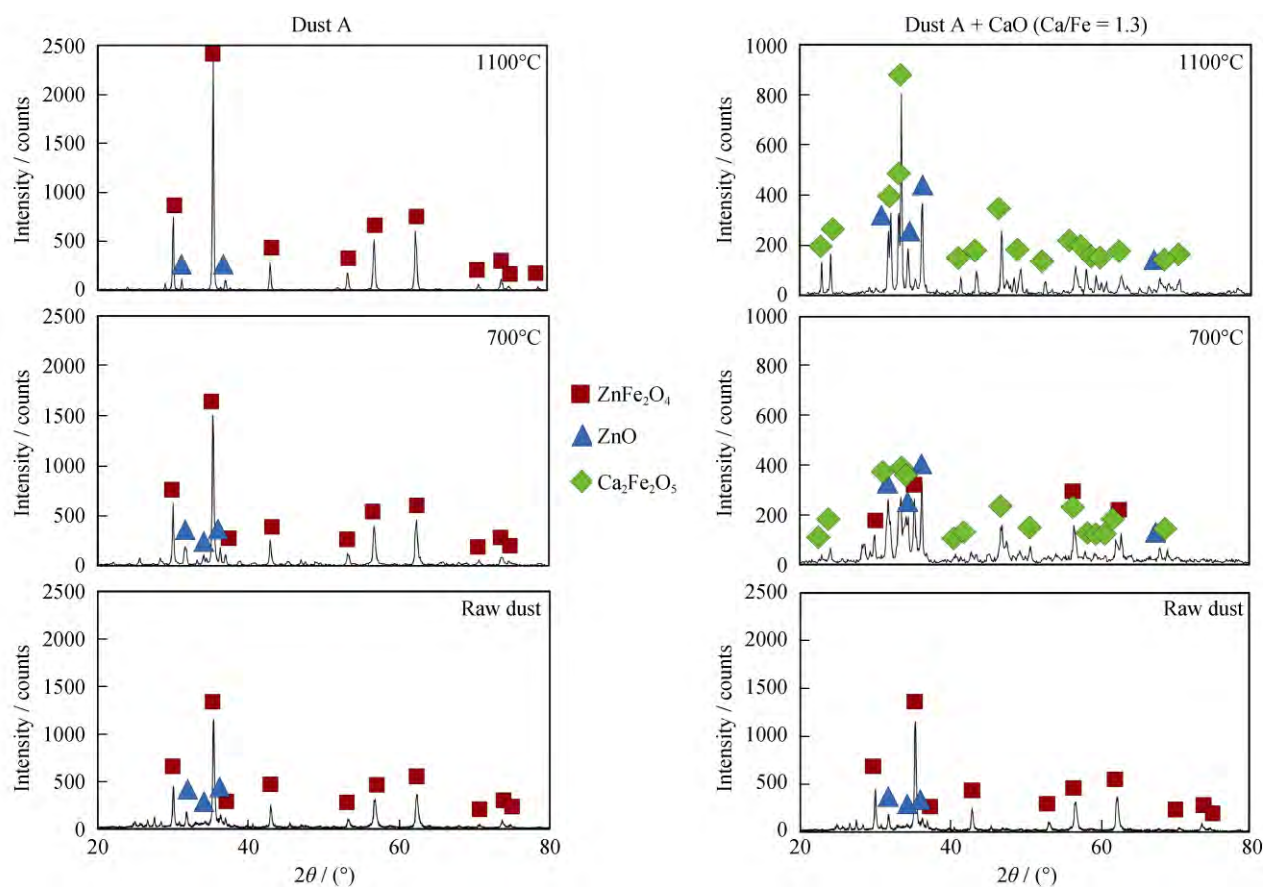 Dust A
Dust A + CaO (Ca/Fe = 1.3)
2500
2000
1500
1000
500
0
Intensity / counts
1100°C
1000
800
600
400
200
0
Intensity / counts
1100°C
2500
2000
1500
1000
500
0
Intensity / counts
700°C
ZnFe₂O₄
ZnO
Ca₂Fe₂O₅
1000
800
600
400
200
0
Intensity / counts
700°C
2500
2000
1500
1000
500
0
Intensity / counts
Raw dust
20
40
60
80
2θ / (°)
2500
2000
1500
1000
500
0
Intensity / counts
Raw dust
20
40
60
80
2θ / (°)